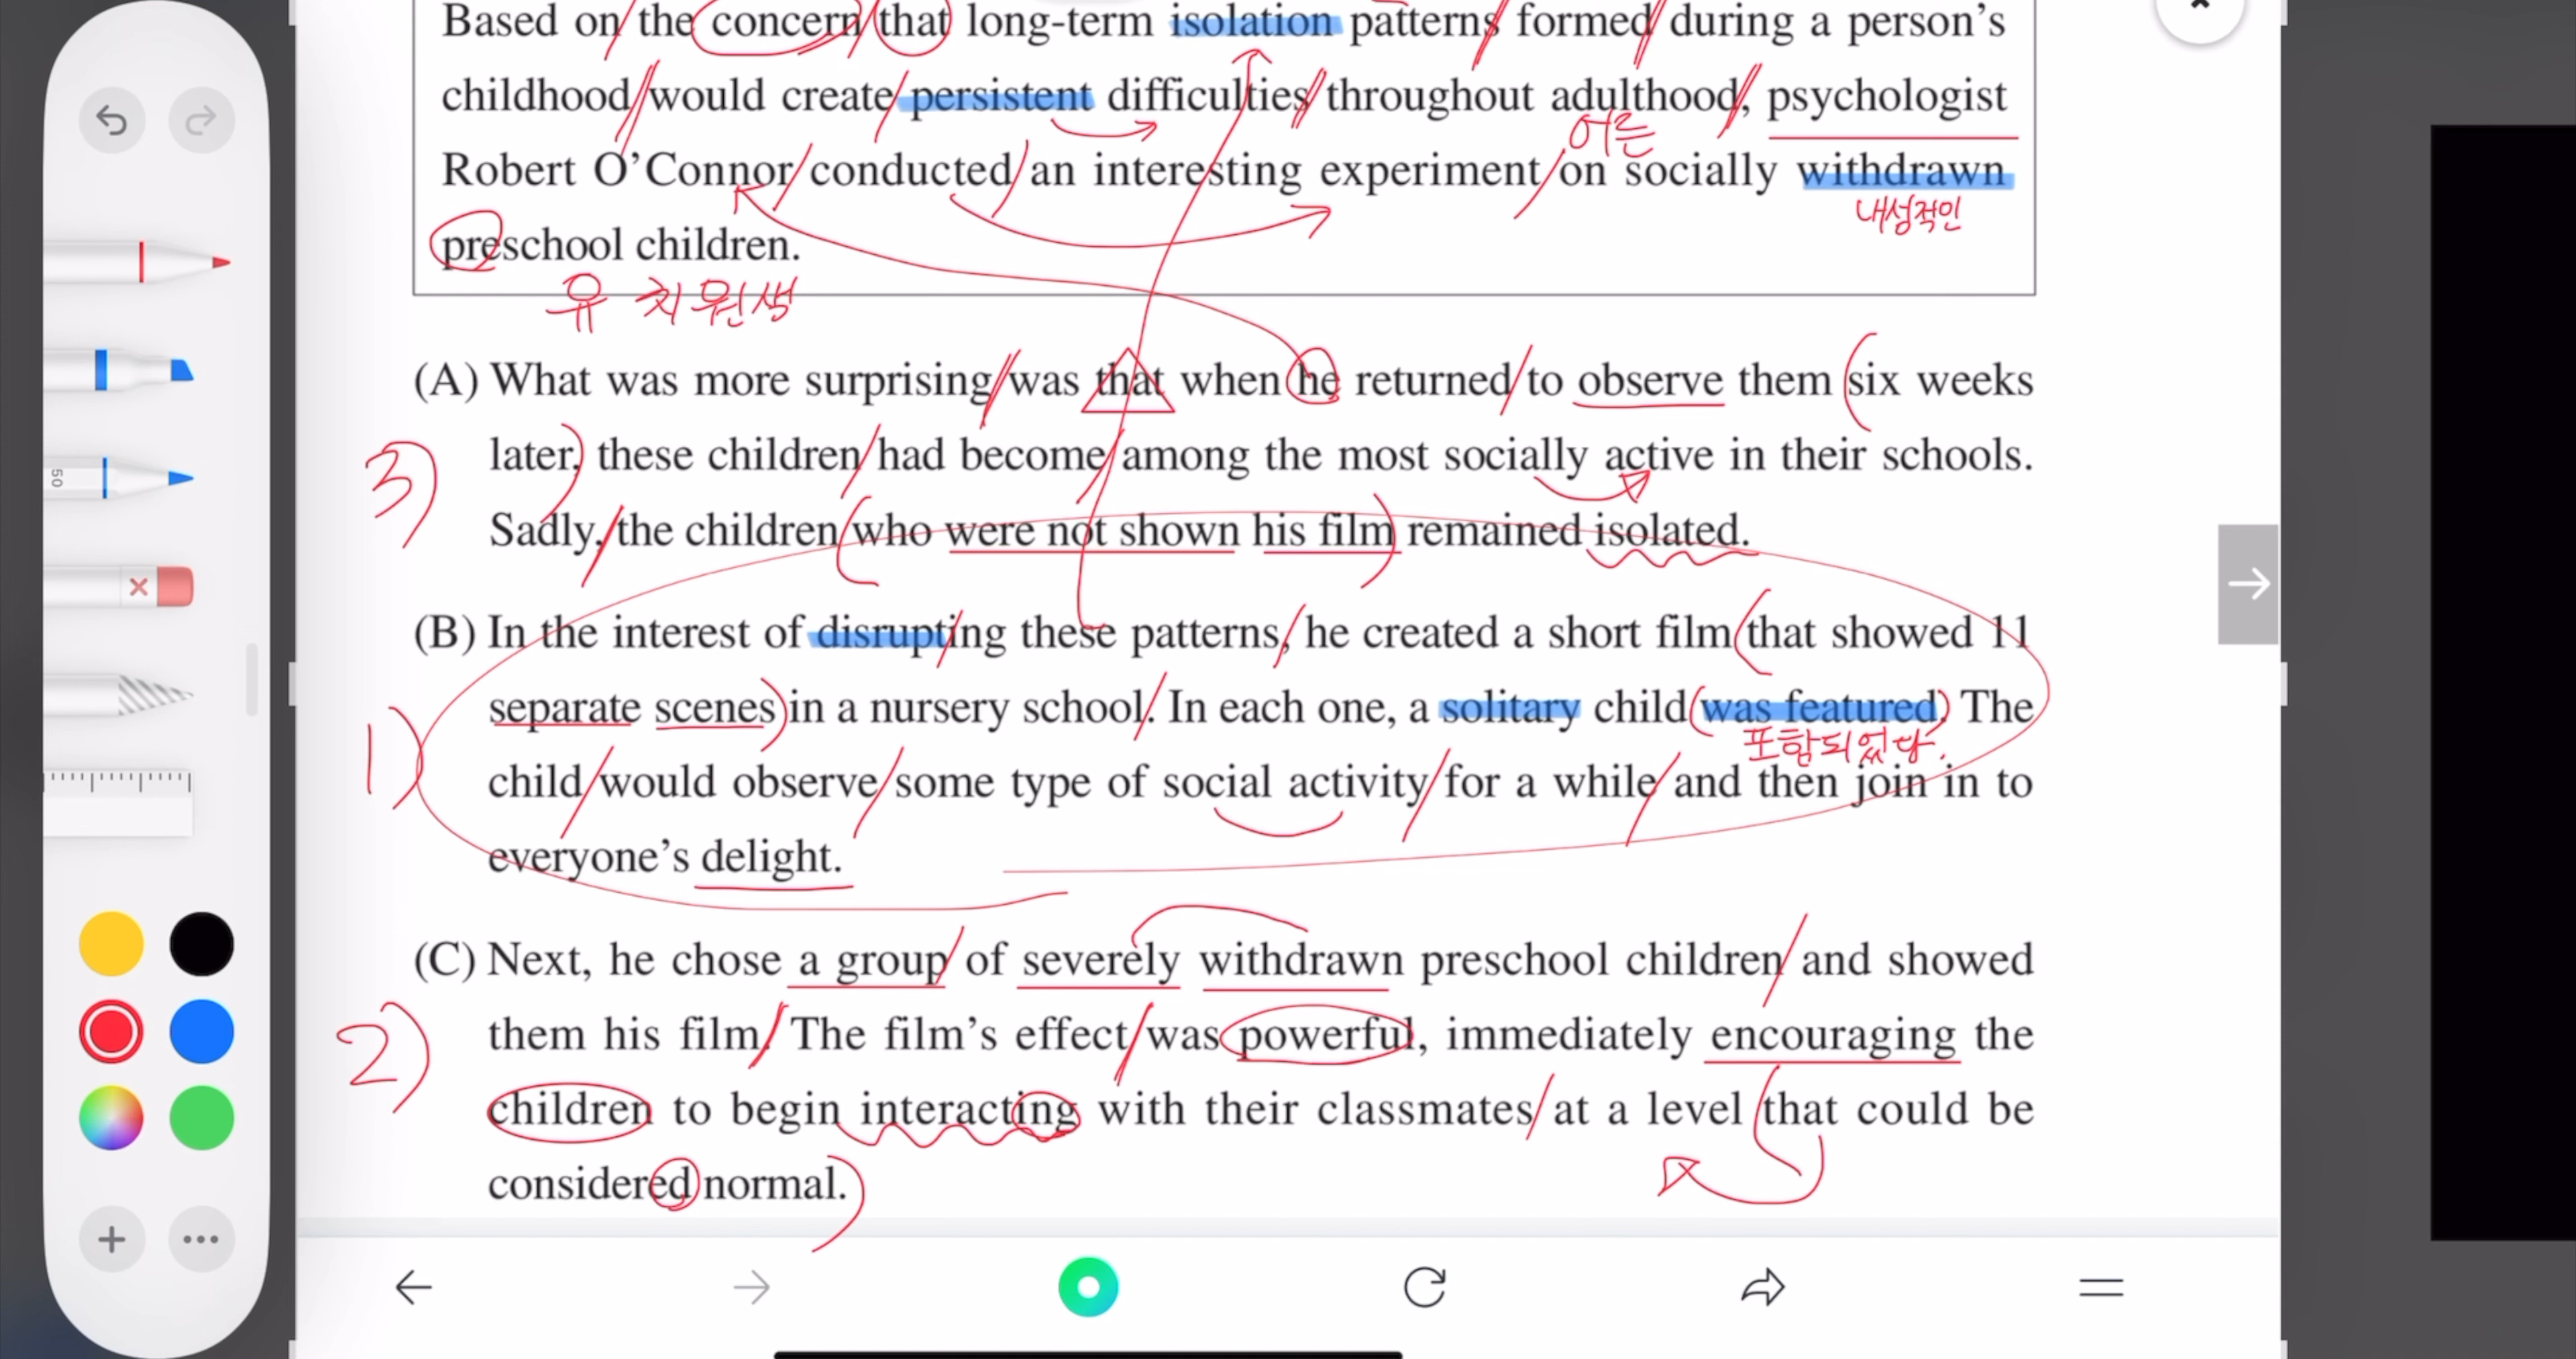 Based on the concern that long-term isolation patterns formed during a person's
childhood would create persistent difficulties throughout adulthood, psychologist
어른
Robert O'Connor conducted an interesting experiment on socially withdrawn
내성적인
preschool children.
유치원생
(A) What was more surprising was that when he returned to observe them six weeks
later, these children had become among the most socially active in their schools.
3)
Sadly, the children who were not shown his film remained isolated.
(B) In the interest of disrupting these patterns, he created a short film that showed 11
separate scenes in a nursery school. In each one, a solitary child was featured. The
포함되었다.
1)
child would observe some type of social activity for a while and then join in to
everyone's delight.
(C) Next, he chose a group of severely withdrawn preschool children and showed
them his film. The film's effect was powerful, immediately encouraging the
2)
children to begin interacting with their classmates at a level that could be
considered normal.
50